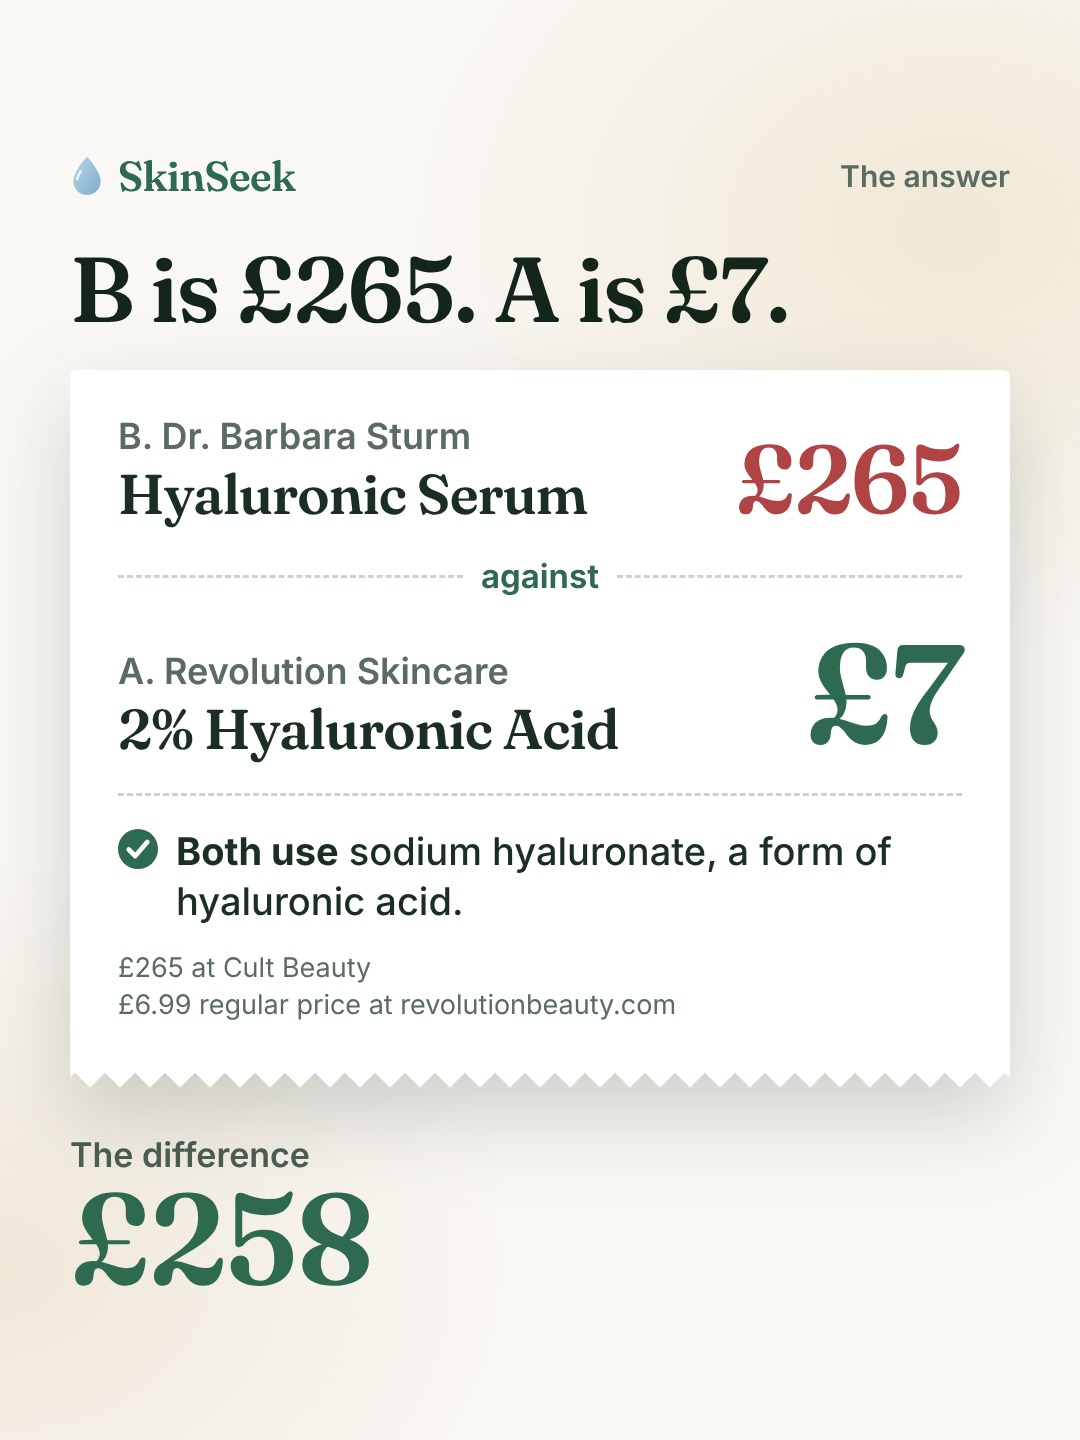 SkinSeek
The answer
B is £265. A is £7.
B. Dr. Barbara Sturm
Hyaluronic Serum
£265
against
A. Revolution Skincare
2% Hyaluronic Acid
£7
Both use sodium hyaluronate, a form of
hyaluronic acid.
£265 at Cult Beauty
£6.99 regular price at revolutionbeauty.com
The difference
£258